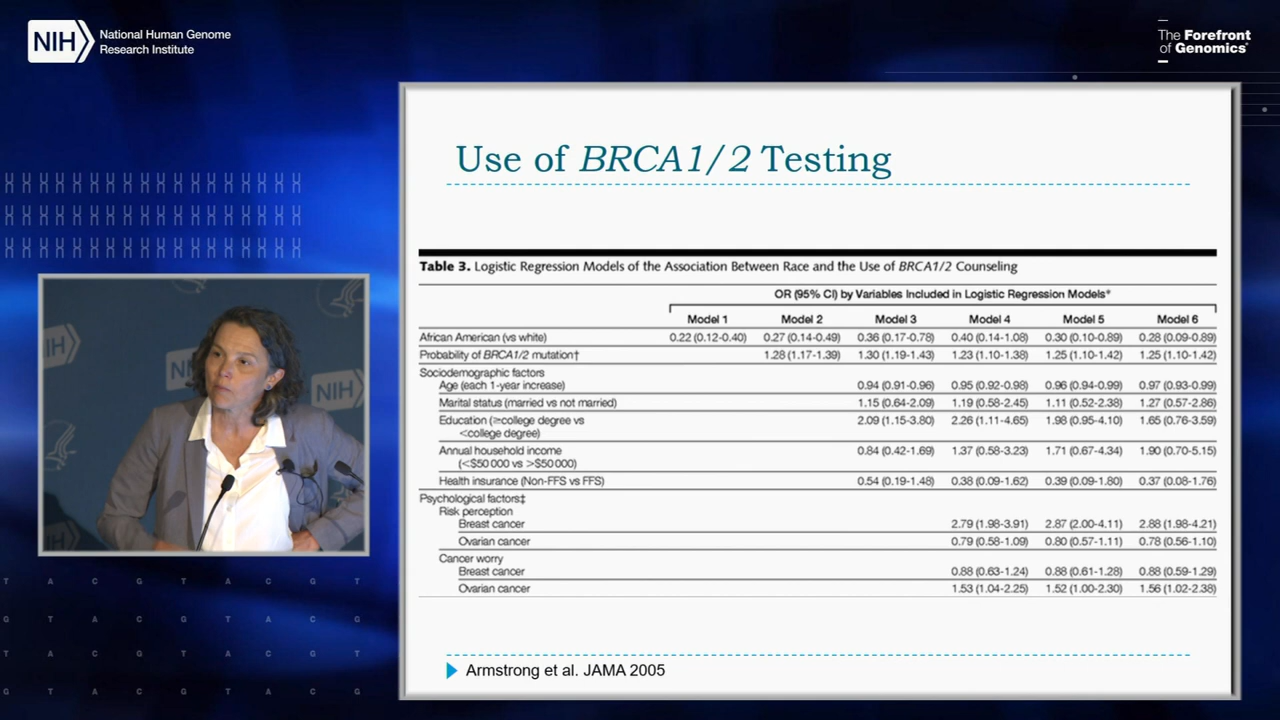 NIH
National Human Genome
Research Institute
The Forefront
of Genomics®
Use of BRCA1/2 Testing
Table 3. Logistic Regression Models of the Association Between Race and the Use of BRCA1/2 Counseling
OR (95% CI) by Variables Included in Logistic Regression Models*
Model 1 Model 2 Model 3 Model 4 Model 5 Model 6
African American (vs white) 0.22 (0.12-0.40) 0.27 (0.14-0.49) 0.36 (0.17-0.78) 0.40 (0.14-1.08) 0.30 (0.10-0.89) 0.28 (0.09-0.89)
Probability of BRCA1/2 mutation† 1.28 (1.17-1.39) 1.30 (1.19-1.43) 1.23 (1.10-1.38) 1.25 (1.10-1.42) 1.25 (1.10-1.42)
Sociodemographic factors
Age (each 1-year increase) 0.94 (0.91-0.96) 0.95 (0.92-0.98) 0.96 (0.94-0.99) 0.97 (0.93-0.99)
Marital status (married vs not married) 1.15 (0.64-2.09) 1.19 (0.58-2.45) 1.11 (0.52-2.38) 1.27 (0.57-2.86)
Education (≥college degree vs 2.09 (1.15-3.80) 2.26 (1.11-4.65) 1.98 (0.95-4.10) 1.65 (0.76-3.59)
<college degree)
Annual household income 0.84 (0.42-1.69) 1.37 (0.58-3.23) 1.71 (0.67-4.34) 1.90 (0.70-5.15)
(<$50 000 vs >$50 000)
Health insurance (Non-FFS vs FFS) 0.54 (0.19-1.48) 0.38 (0.09-1.62) 0.39 (0.09-1.80) 0.37 (0.08-1.76)
Psychological factors‡
Risk perception
Breast cancer 2.79 (1.98-3.91) 2.87 (2.00-4.11) 2.88 (1.98-4.21)
Ovarian cancer 0.79 (0.58-1.09) 0.80 (0.57-1.11) 0.78 (0.56-1.10)
Cancer worry
Breast cancer 0.88 (0.63-1.24) 0.88 (0.61-1.28) 0.88 (0.59-1.29)
Ovarian cancer 1.53 (1.04-2.25) 1.52 (1.00-2.30) 1.56 (1.02-2.38)
Armstrong et al. JAMA 2005
NIH
NIH
NIH
T A C G T A C G T
G T A C G T A C G
T A C G T A C G T
G T A C G T A C G